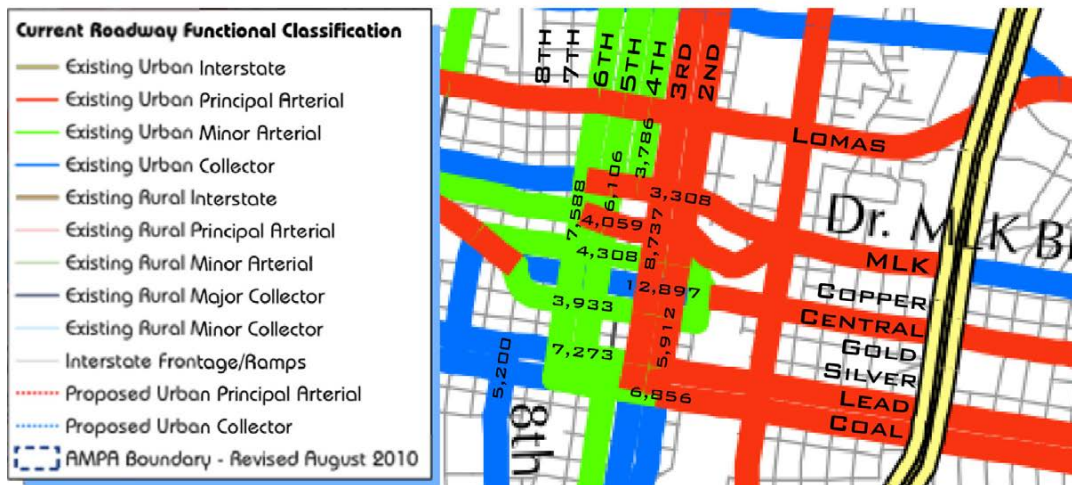 Current Roadway Functional Classification
Existing Urban Interstate
Existing Urban Principal Arterial
Existing Urban Minor Arterial
Existing Urban Collector
Existing Rural Interstate
Existing Rural Principal Arterial
Existing Rural Minor Arterial
Existing Rural Major Collector
Existing Rural Minor Collector
Interstate Frontage/Ramps
Proposed Urban Principal Arterial
Proposed Urban Collector
AMPA Boundary - Revised August 2010
8TH
7TH
6TH
5TH
4TH
3RD
2ND
LOMAS
3,786
6,106
3,308
7,588
4,059
8,737
Dr. MLK Bl
MLK
4,308
12,897
COPPER
3,933
CENTRAL
5,912
GOLD
7,273
SILVER
5,200
6,856
LEAD
COAL
8th